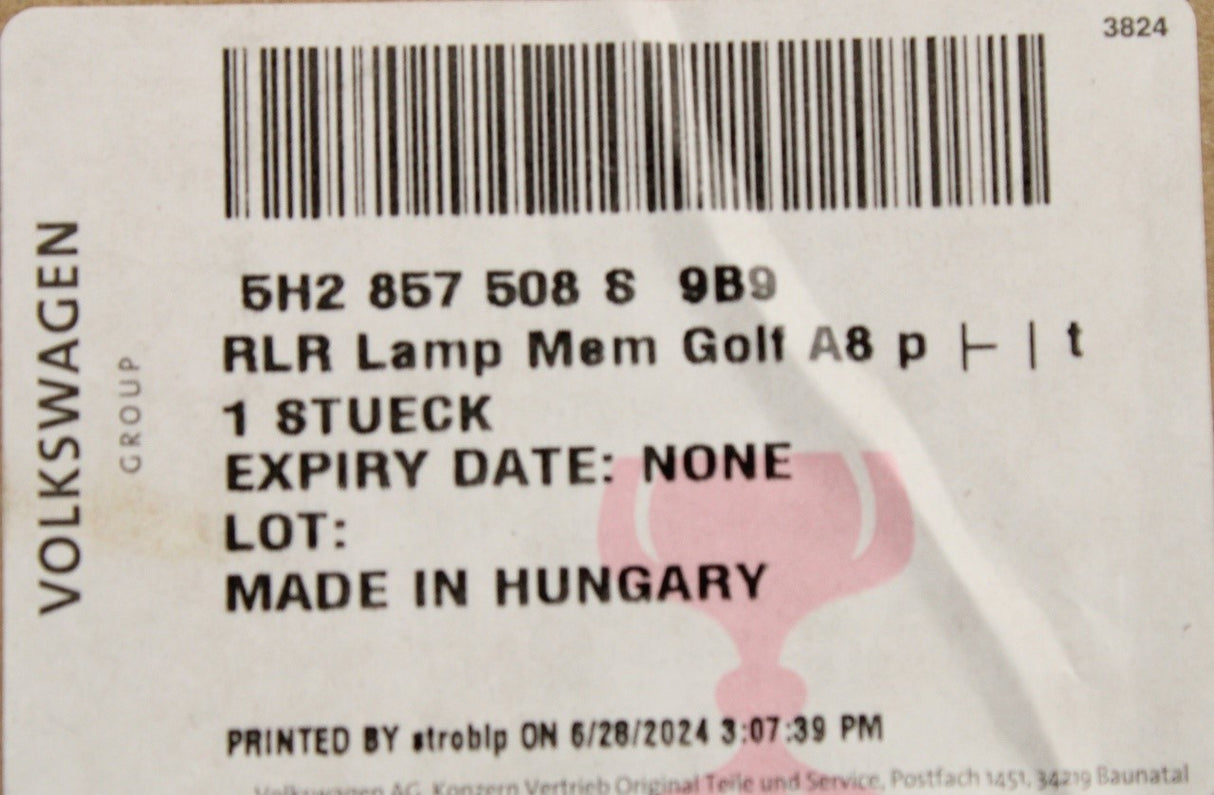 3824
VOLKSWAGEN
GROUP
5H2 857 508 S 9B9
RLR Lamp Mem Golf A8 p ⊢ | t
1 STUECK
EXPIRY DATE: NONE
LOT:
MADE IN HUNGARY
PRINTED BY stroblp ON 6/28/2024 3:07:39 PM
Volkswagen AG, Konzern Vertrieb Original Teile und Service, Postfach 1451, 34219 Baunatal